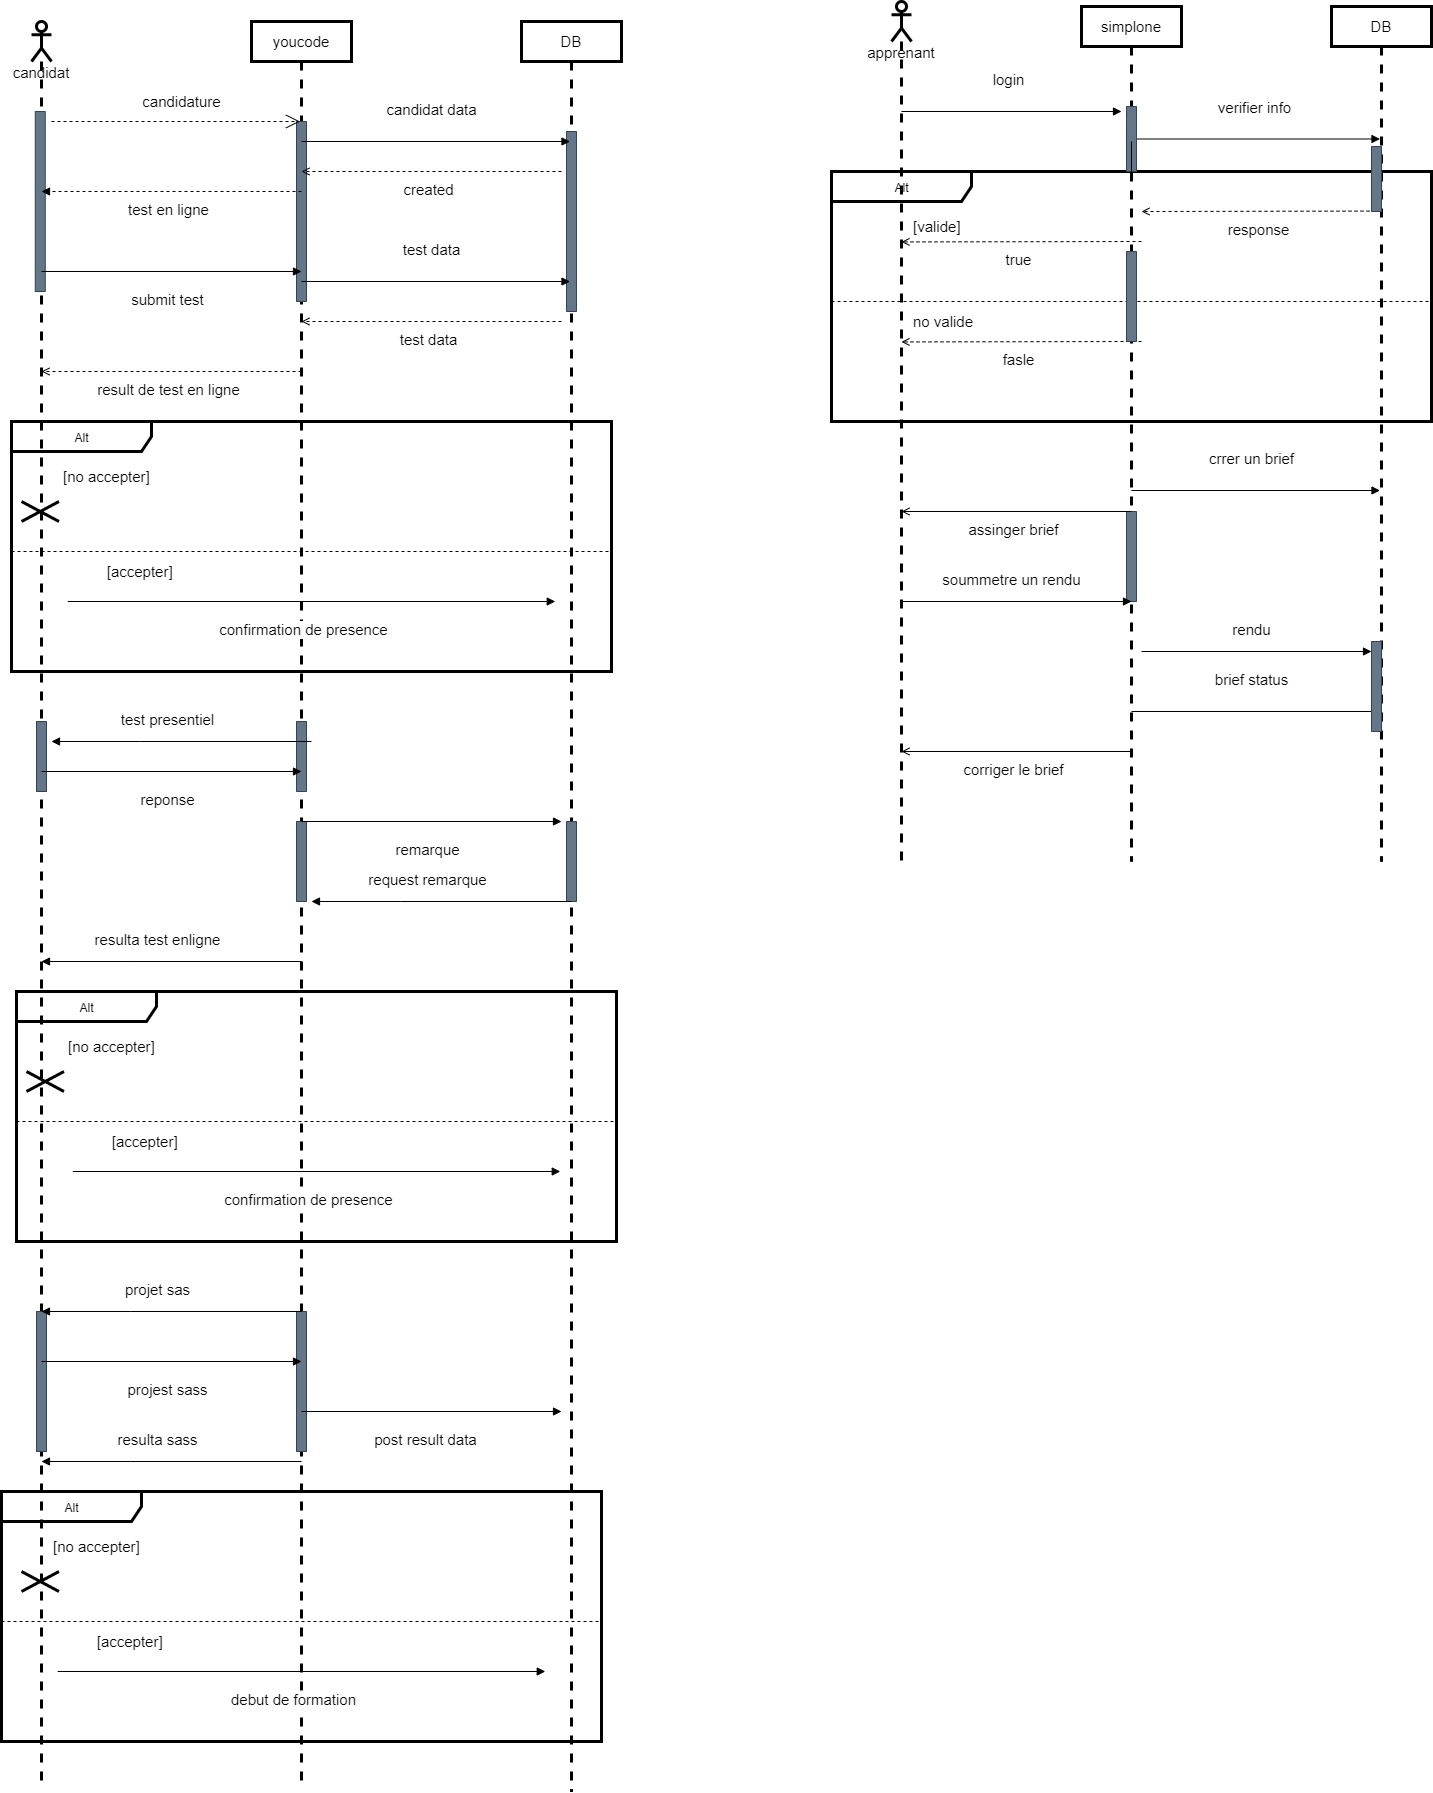 candidat
youcode
DB
candidature
candidat data
created
test en ligne
test data
submit test
test data
result de test en ligne
Alt
[no accepter]
[accepter]
confirmation de presence
test presentiel
reponse
remarque
request remarque
resulta test enligne
Alt
[no accepter]
[accepter]
confirmation de presence
projet sas
projest sass
resulta sass
post result data
Alt
[no accepter]
[accepter]
debut de formation
apprenant
simplone
DB
login
verifier info
Alt
[valide]
response
true
no valide
fasle
crrer un brief
assinger brief
soummetre un rendu
rendu
brief status
corriger le brief